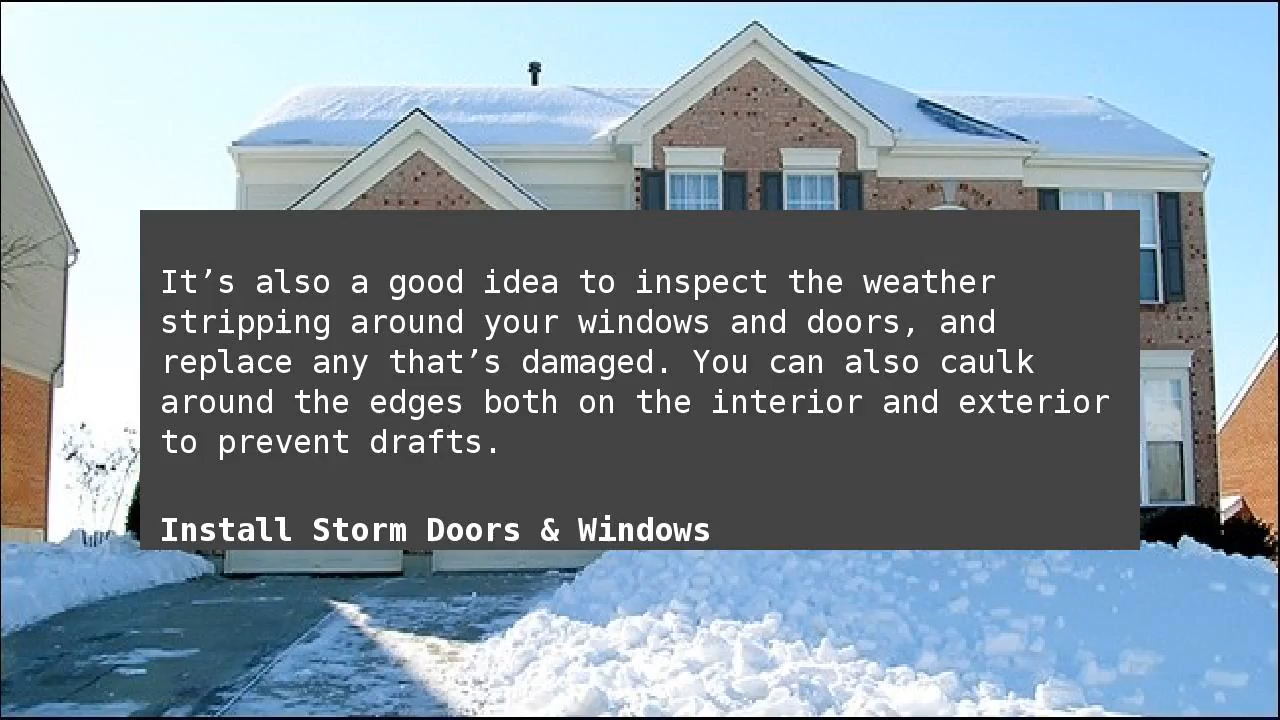 It’s also a good idea to inspect the weather
stripping around your windows and doors, and
replace any that’s damaged. You can also caulk
around the edges both on the interior and exterior
to prevent drafts.
Install Storm Doors & Windows